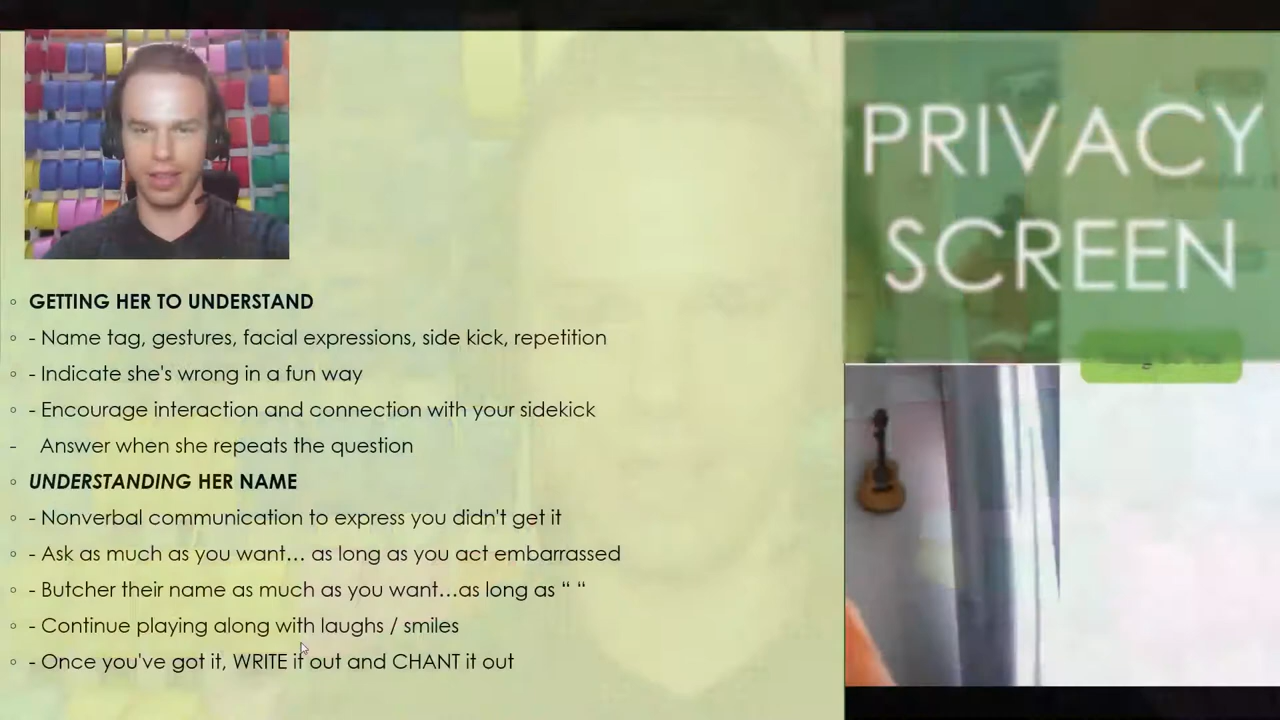 PRIVACY
SCREEN
GETTING HER TO UNDERSTAND
- Name tag, gestures, facial expressions, side kick, repetition
- Indicate she's wrong in a fun way
- Encourage interaction and connection with your sidekick
- Answer when she repeats the question
UNDERSTANDING HER NAME
- Nonverbal communication to express you didn't get it
- Ask as much as you want… as long as you act embarrassed
- Butcher their name as much as you want…as long as “ “
- Continue playing along with laughs / smiles
- Once you've got it, WRITE it out and CHANT it out